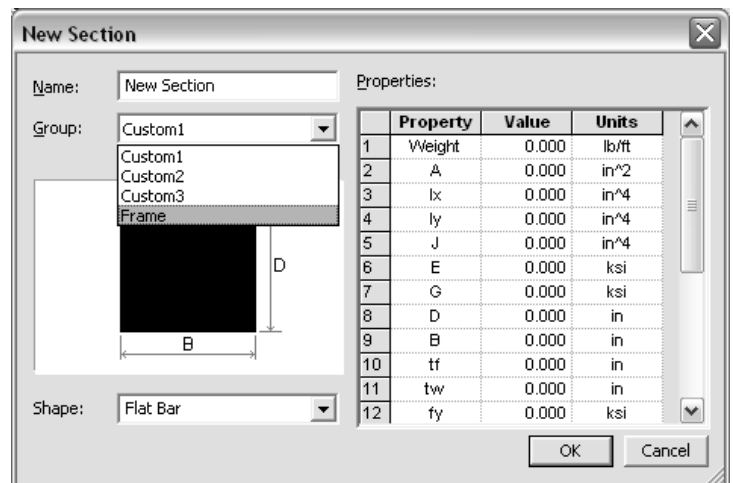 New Section
Name:
New Section
Group:
Custom1
Custom1
Custom2
Custom3
Frame
D
B
Shape:
Flat Bar
Properties:
Property Value Units
1 Weight 0.000 lb/ft
2 A 0.000 in^2
3 Ix 0.000 in^4
4 Iy 0.000 in^4
5 J 0.000 in^4
6 E 0.000 ksi
7 G 0.000 ksi
8 D 0.000 in
9 B 0.000 in
10 tf 0.000 in
11 tw 0.000 in
12 fy 0.000 ksi
OK Cancel